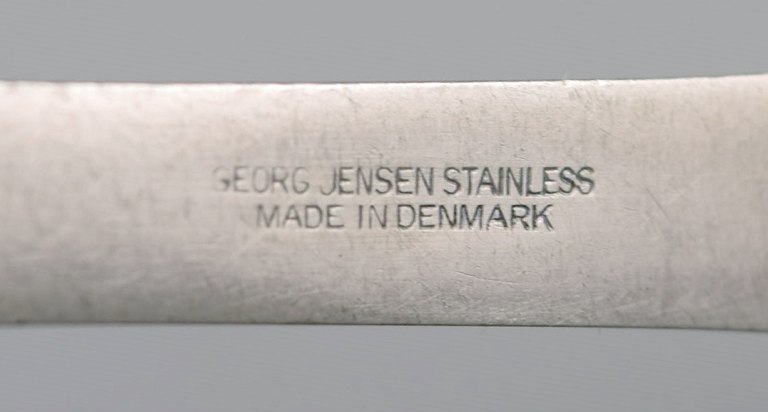 GEORG JENSEN STAINLESS
MADE IN DENMARK